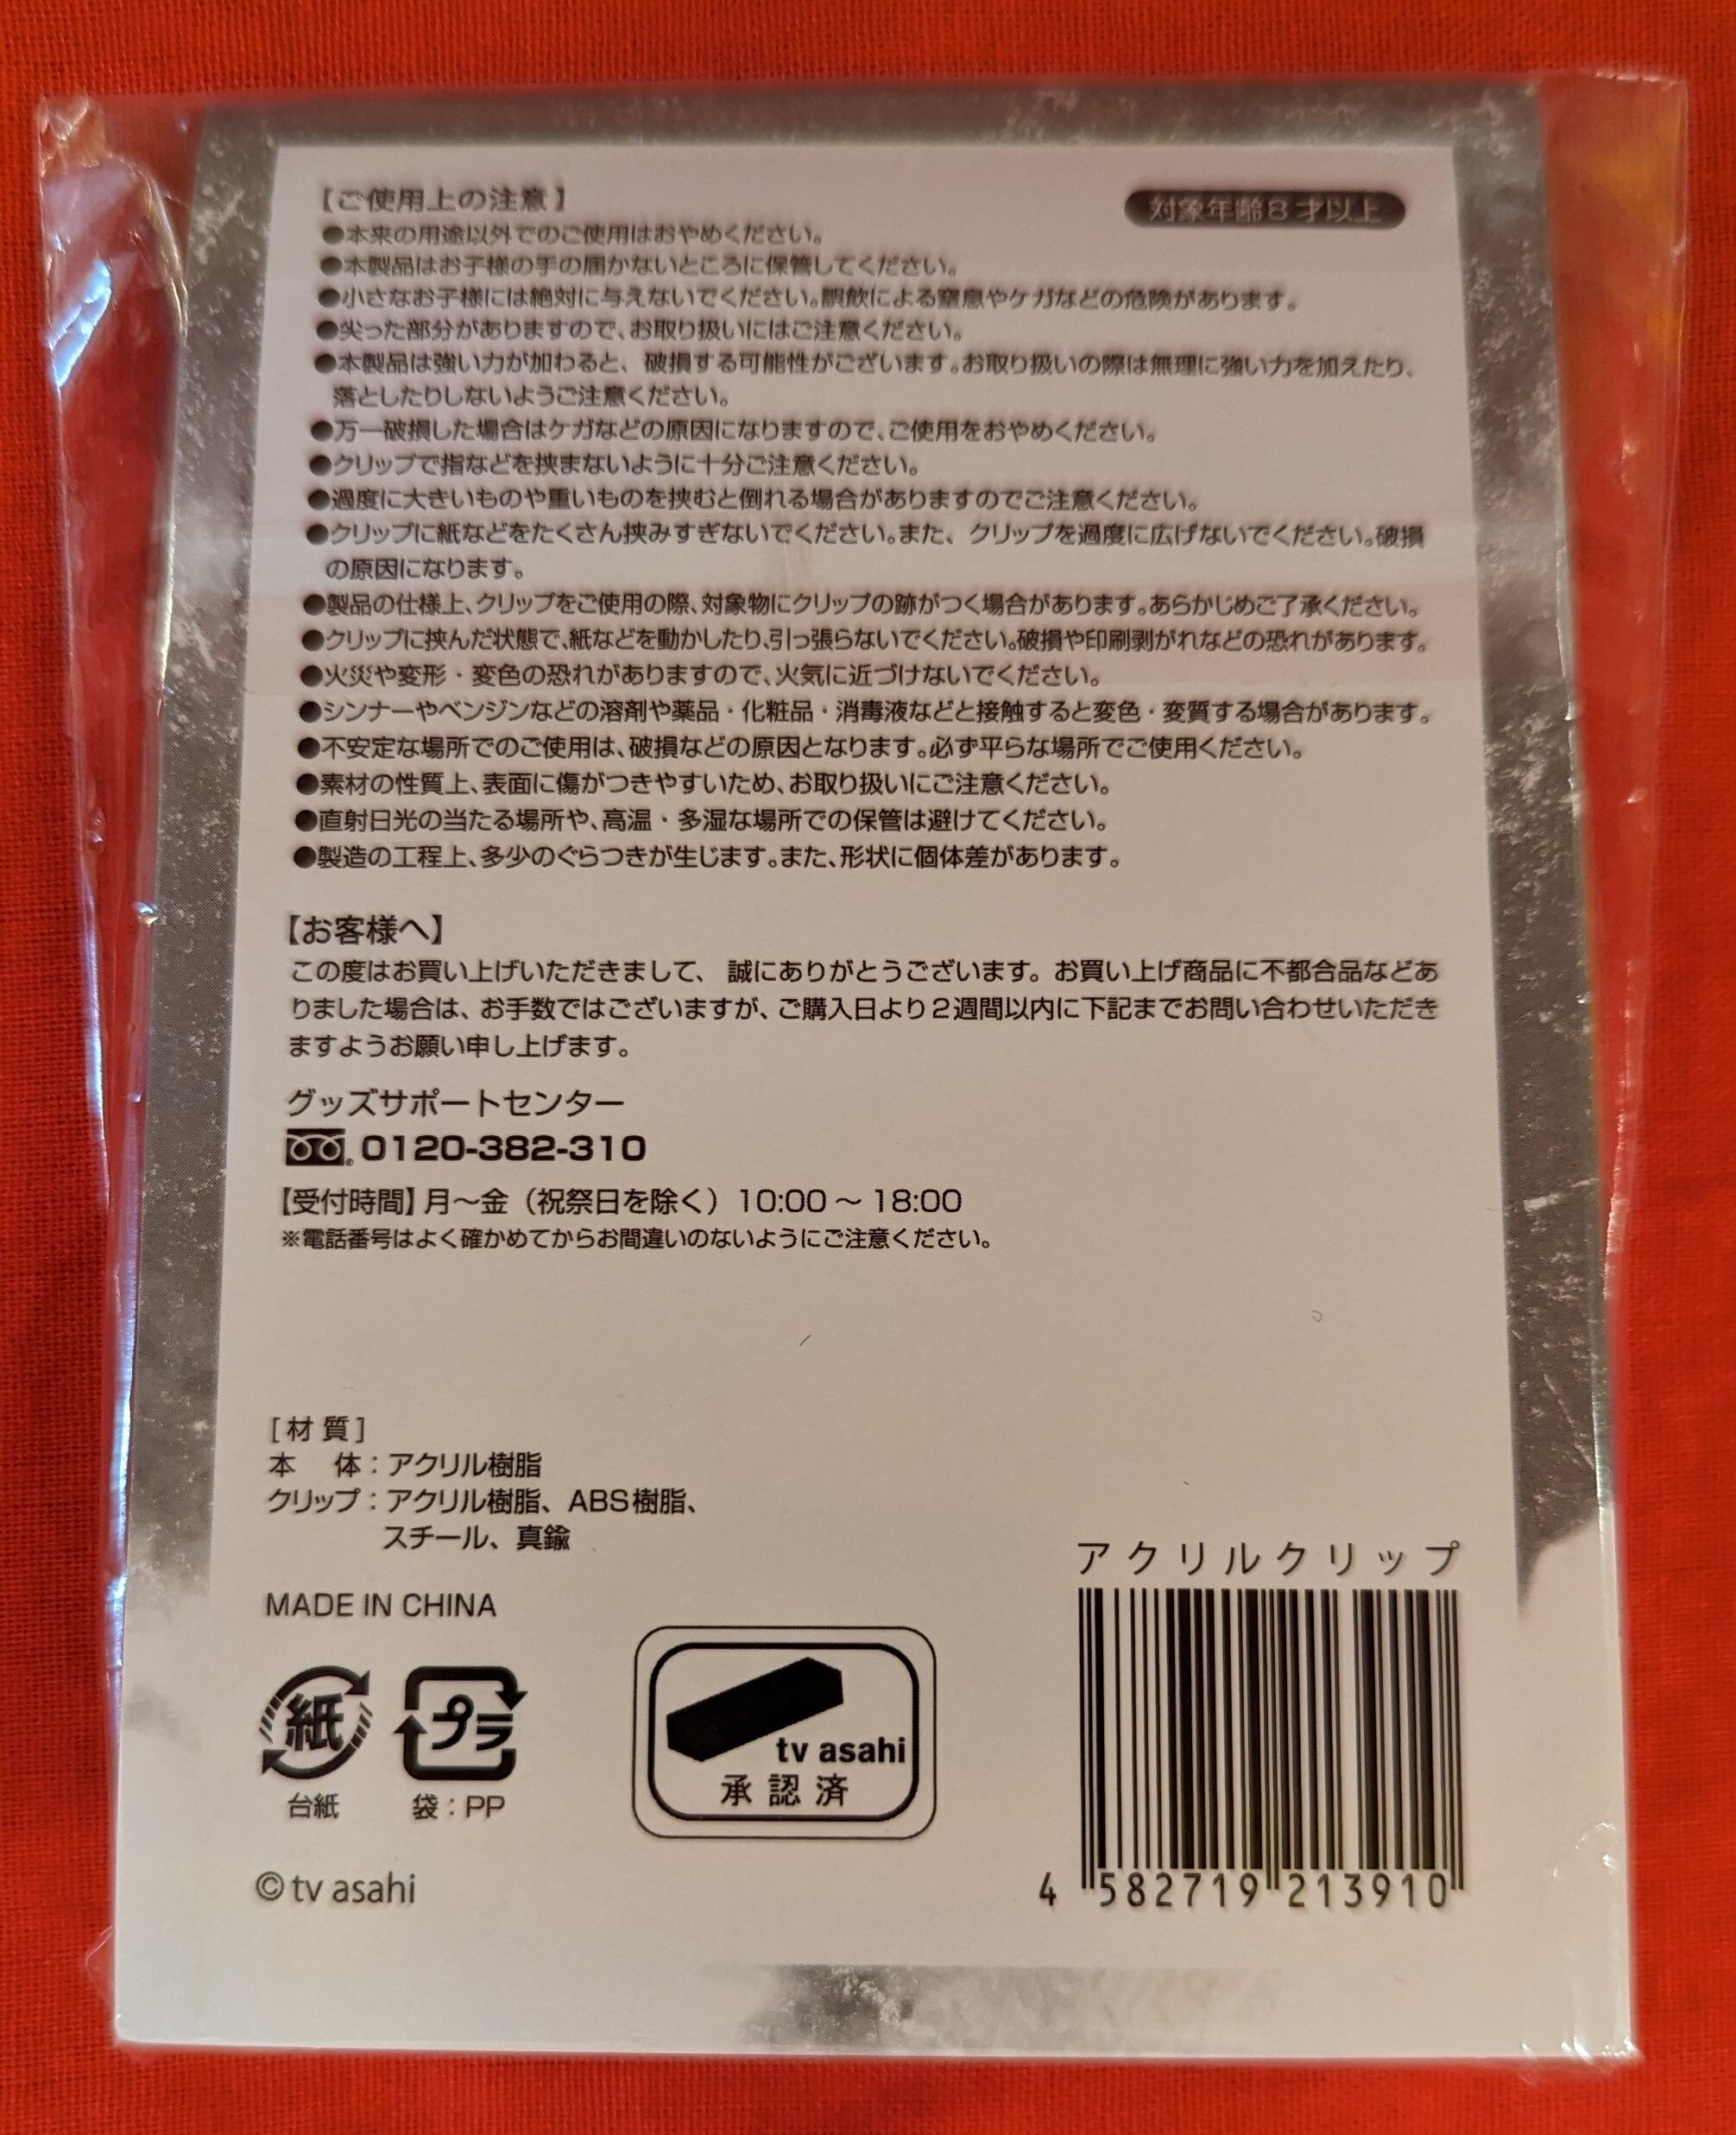 【ご使用上の注意】
対象年齢8才以上
●本来の用途以外でのご使用はおやめください。
●本製品はお子様の手の届かないところに保管してください。
●小さなお子様には絶対に与えないでください。誤飲による窒息やケガなどの危険があります。
●尖った部分がありますので、お取り扱いにはご注意ください。
●本製品は強い力が加わると、破損する可能性がございます。お取り扱いの際は無理に強い力を加えたり、
落としたりしないようご注意ください。
●万一破損した場合はケガなどの原因になりますので、ご使用をおやめください。
●クリップで指などを挟まないように十分ご注意ください。
●過度に大きいものや重いものを挟むと倒れる場合がありますのでご注意ください。
●クリップに紙などをたくさん挟みすぎないでください。また、クリップを過度に広げないでください。破損
の原因になります。
●製品の仕様上、クリップをご使用の際、対象物にクリップの跡がつく場合があります。あらかじめご了承ください。
●クリップに挟んだ状態で、紙などを動かしたり、引っ張らないでください。破損や印刷剥がれなどの恐れがあります。
●火災や変形・変色の恐れがありますので、火気に近づけないでください。
●シンナーやベンジンなどの溶剤や薬品・化粧品・消毒液などと接触すると変色・変質する場合があります。
●不安定な場所でのご使用は、破損などの原因となります。必ず平らな場所でご使用ください。
●素材の性質上、表面に傷がつきやすいため、お取り扱いにご注意ください。
●直射日光の当たる場所や、高温・多湿な場所での保管は避けてください。
●製造の工程上、多少のぐらつきが生じます。また、形状に個体差があります。
【お客様へ】
この度はお買い上げいただきまして、誠にありがとうございます。お買い上げ商品に不都合品などあ
りました場合は、お手数ではございますが、ご購入日より2週間以内に下記までお問い合わせいただき
ますようお願い申し上げます。
グッズサポートセンター
0120-382-310
【受付時間】月〜金（祝祭日を除く）10:00〜18:00
※電話番号はよく確かめてからお間違いのないようにご注意ください。
[材質]
本　体：アクリル樹脂
クリップ：アクリル樹脂、ABS樹脂、
スチール、真鍮
MADE IN CHINA
紙
台紙
プラ
袋：PP
tv asahi
承認済
©tv asahi
アクリルクリップ
4 582719 213910